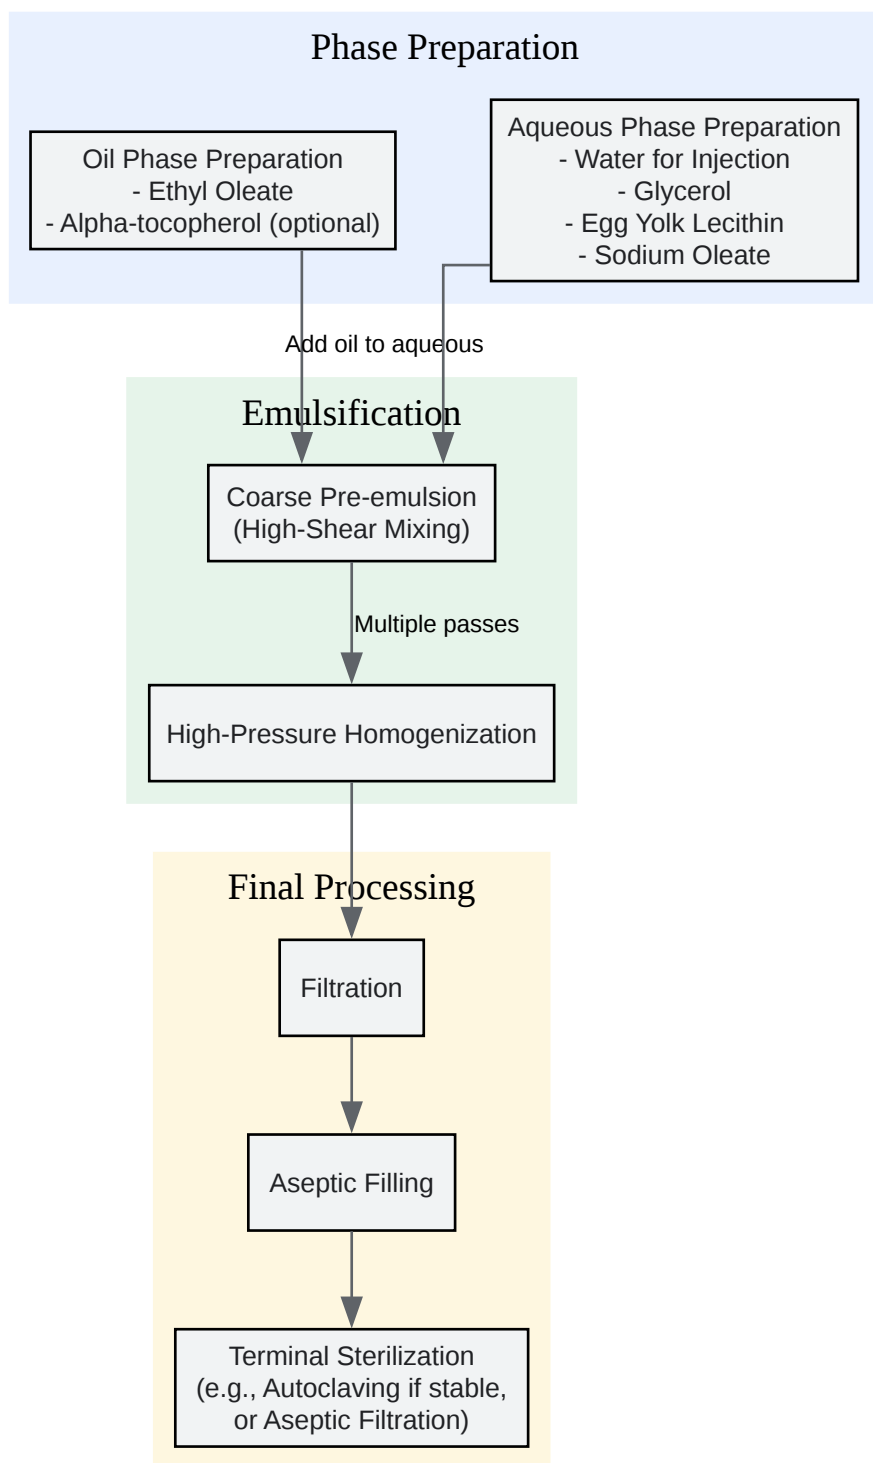 Phase Preparation
Oil Phase Preparation
- Ethyl Oleate
- Alpha-tocopherol (optional)
Aqueous Phase Preparation
- Water for Injection
- Glycerol
- Egg Yolk Lecithin
- Sodium Oleate
Add oil to aqueous
Emulsification
Coarse Pre-emulsion
(High-Shear Mixing)
Multiple passes
High-Pressure Homogenization
Final Processing
Filtration
Aseptic Filling
Terminal Sterilization
(e.g., Autoclaving if stable,
or Aseptic Filtration)